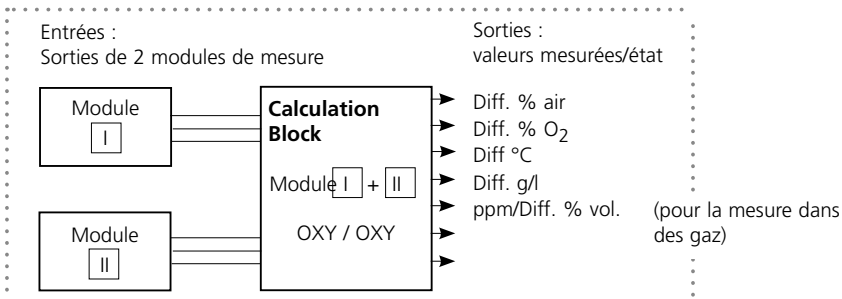 Entrées :
Sorties de 2 modules de mesure
Sorties :
valeurs mesurées/état
Module
I
Module
II
Calculation
Block
Module I + II
OXY / OXY
Diff. % air
Diff. % O2
Diff °C
Diff. g/l
ppm/Diff. % vol.
(pour la mesure dans
des gaz)